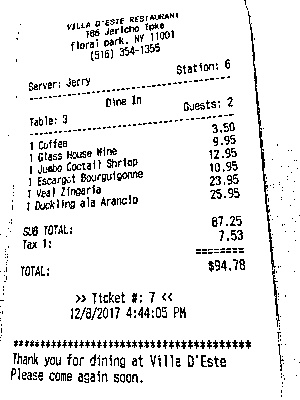 VILLA D'ESTE RESTAURANT
186 Jericho Tpke
floral park, NY 11001
(516) 354-1355
Station: 6
Server: Jerry
Dine In
Table: 3
Guests: 2
1 Coffee 3.50
1 Glass House Wine 9.95
1 Jumbo Coctail Shrimp 12.95
1 Escargot Bourguigonne 10.95
1 Veal Zingaria 23.95
1 Duckling ala Arancio 25.95
SUB TOTAL: 87.25
Tax 1: 7.53
========
TOTAL: $94.78
>> Ticket #: 7 <<
12/8/2017 4:44:05 PM
****************************************
Thank you for dining at Villa D'Este
Please come again soon.